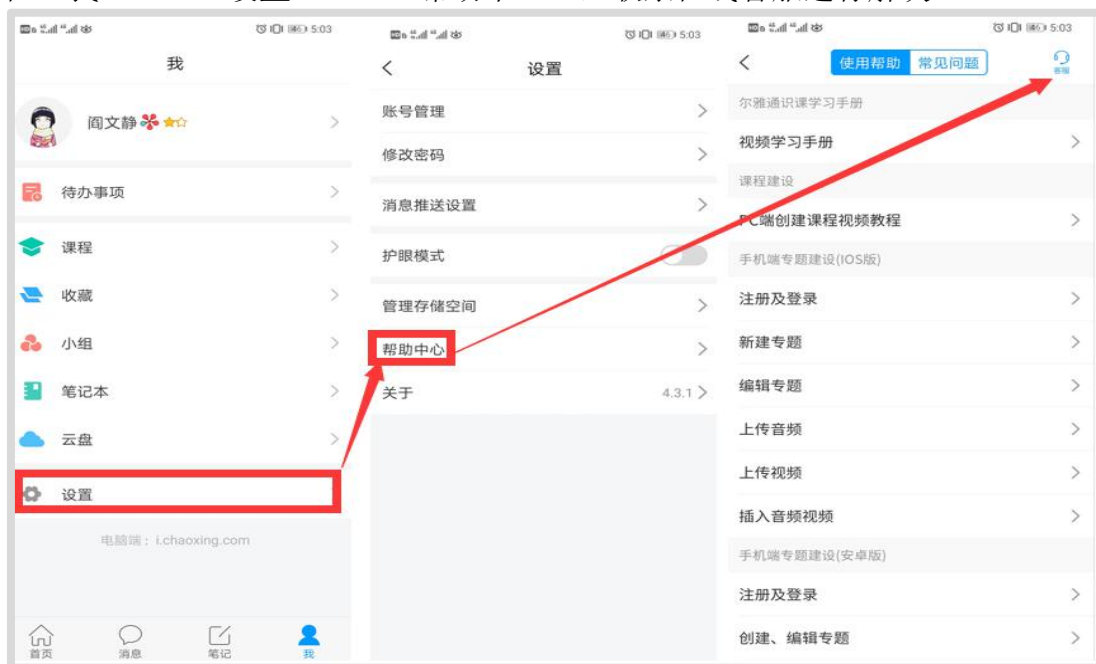 5:03
我
阎文静
待办事项
课程
收藏
小组
笔记本
云盘
设置
电脑端：i.chaoxing.com
首页
消息
笔记
我
5:03
设置
账号管理
修改密码
消息推送设置
护眼模式
管理存储空间
帮助中心
关于 4.3.1
5:03
使用帮助 常见问题
客服
尔雅通识课学习手册
视频学习手册
课程建设
PC端创建课程视频教程
手机端专题建设(IOS版)
注册及登录
新建专题
编辑专题
上传音频
上传视频
插入音频视频
手机端专题建设(安卓版)
注册及登录
创建、编辑专题